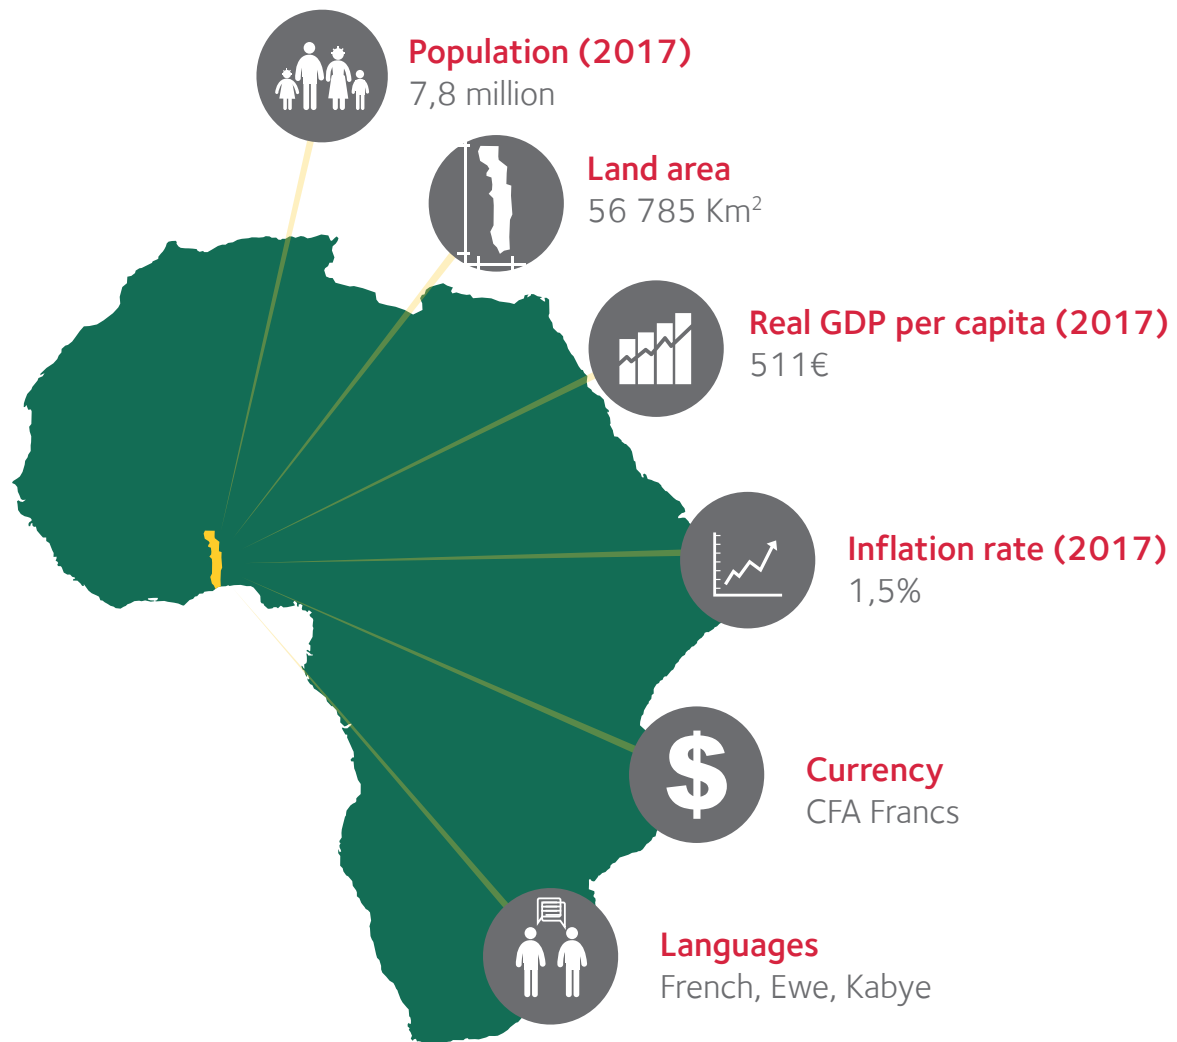 Population (2017)
7,8 million
Land area
56 785 Km²
Real GDP per capita (2017)
511€
Inflation rate (2017)
1,5%
$
Currency
CFA Francs
Languages
French, Ewe, Kabye